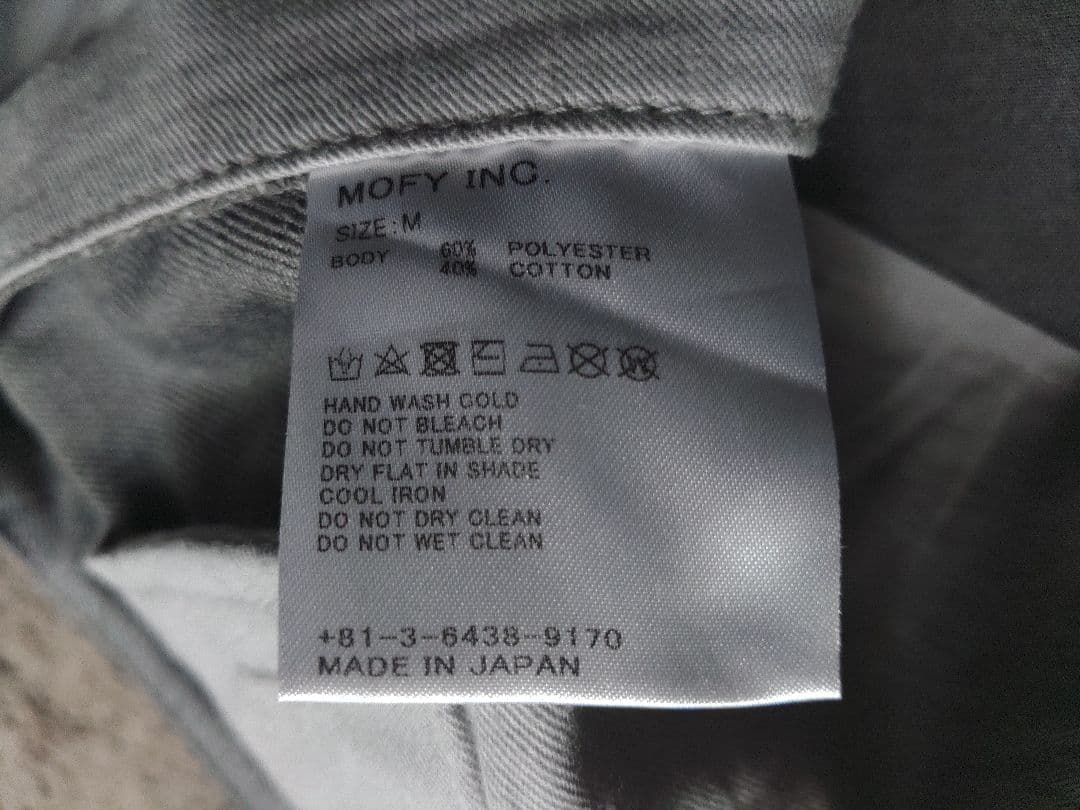 MOFY INC.
SIZE:M
BODY 60% POLYESTER
40% COTTON
HAND WASH COLD
DO NOT BLEACH
DO NOT TUMBLE DRY
DRY FLAT IN SHADE
COOL IRON
DO NOT DRY CLEAN
DO NOT WET CLEAN
+81-3-6438-9170
MADE IN JAPAN